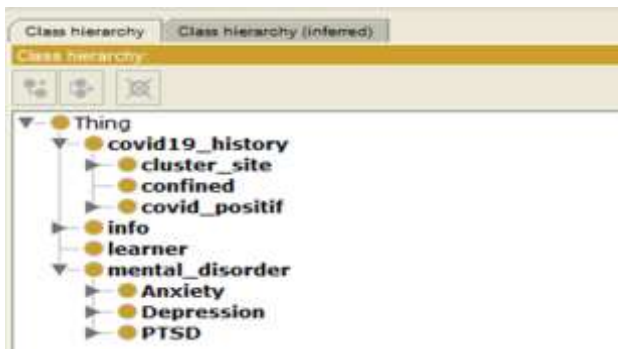 Class hierarchy Class hierarchy (inferred)
Class hierarchy:
Thing
covid19_history
cluster_site
confined
covid_positif
info
learner
mental_disorder
Anxiety
Depression
PTSD